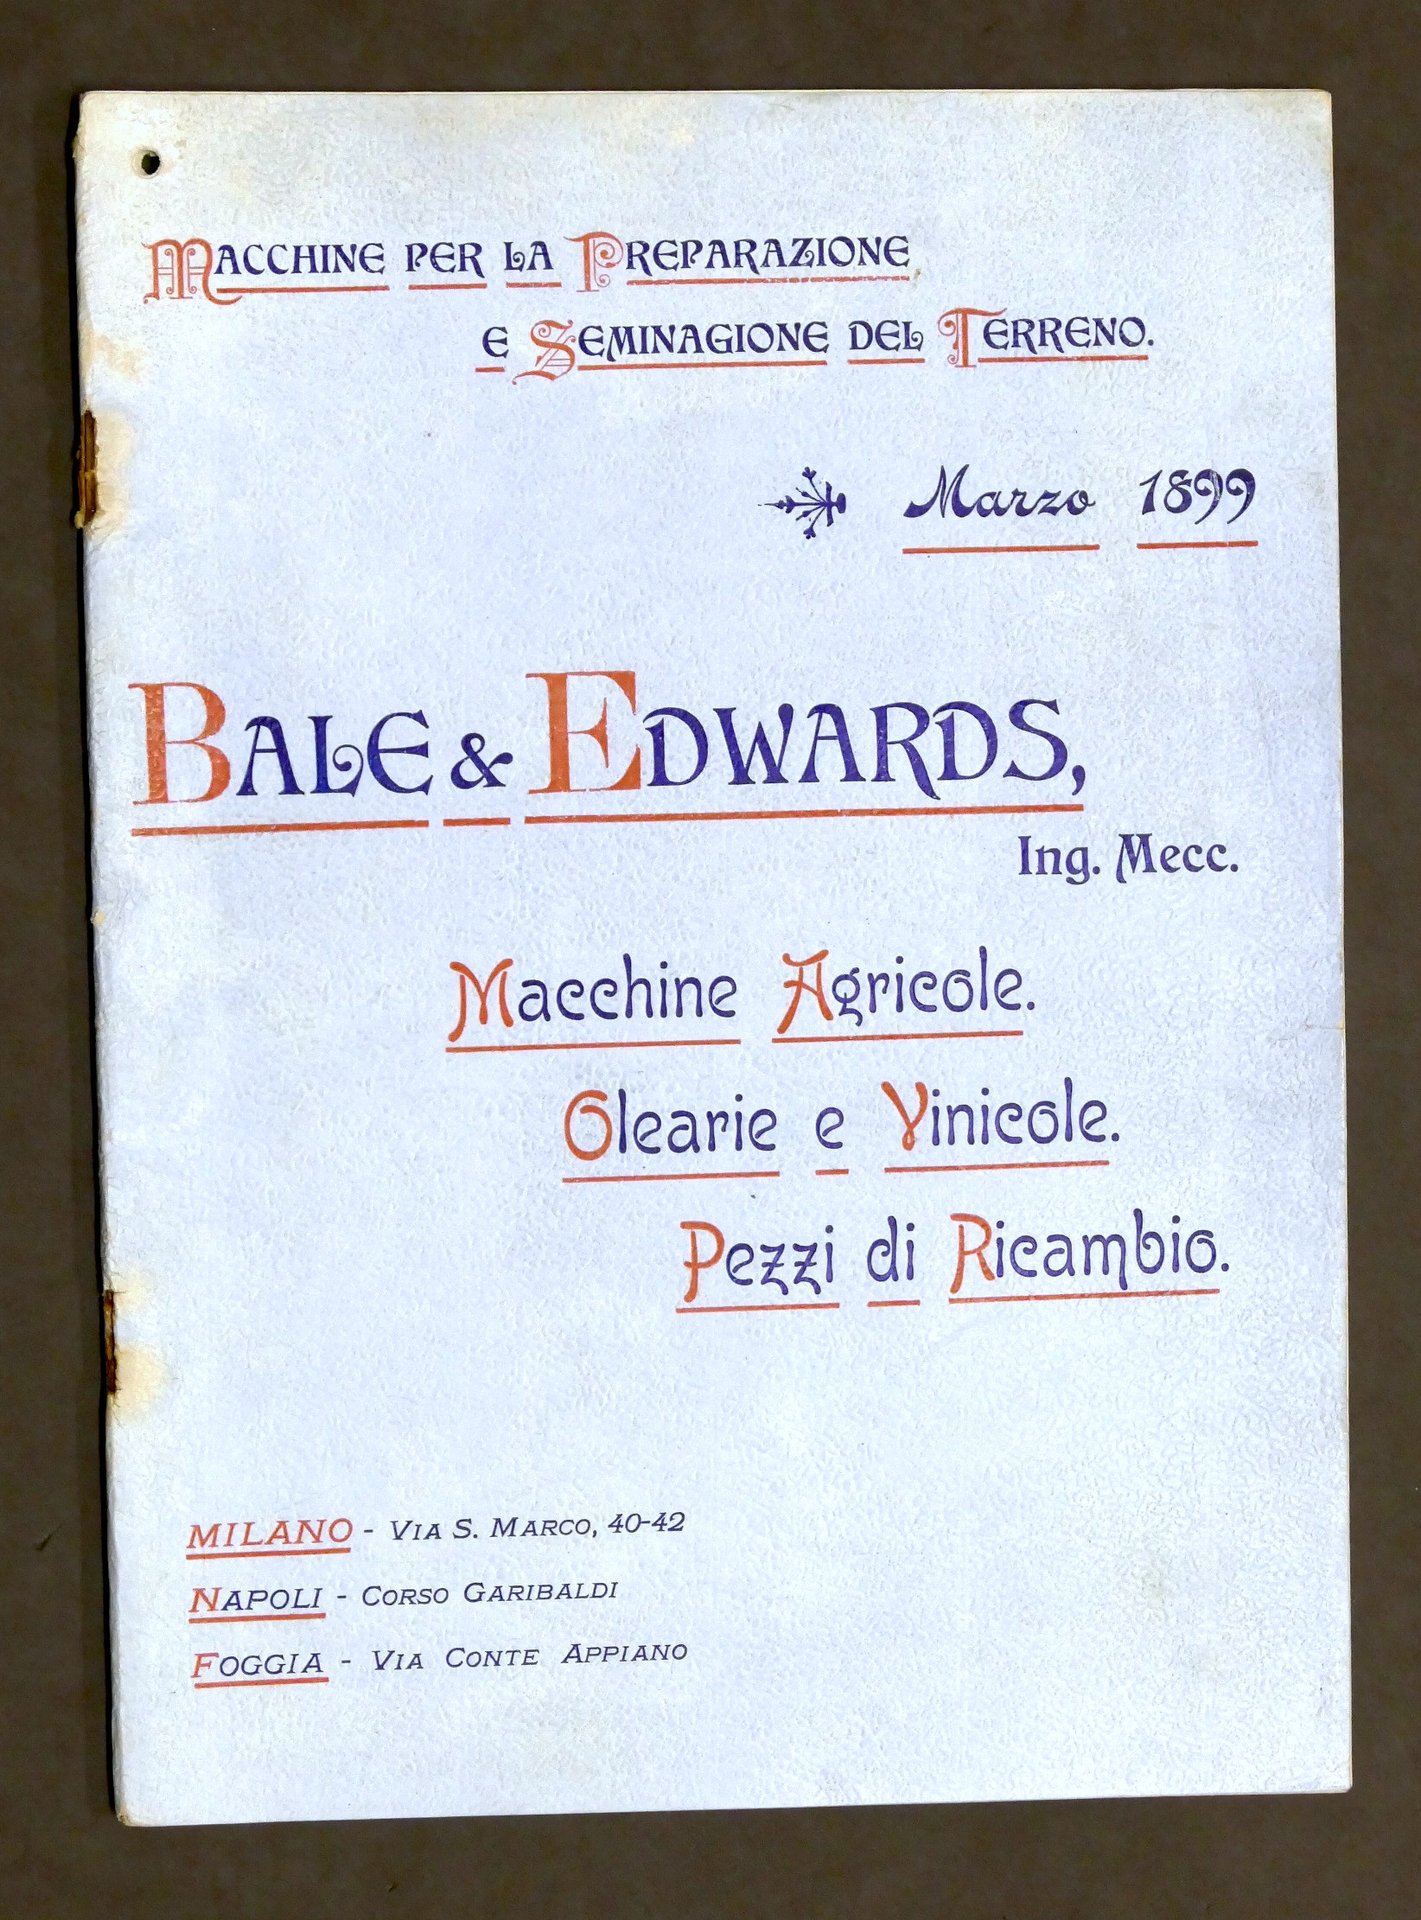 Macchine per la Preparazione
e Seminagione del Terreno.
Marzo 1899
Bale & Edwards,
Ing. Mecc.
Macchine Agricole.
Olearie e Vinicole.
Pezzi di Ricambio.
MILANO - Via S. Marco, 40-42
Napoli - Corso Garibaldi
Foggia - Via Conte Appiano